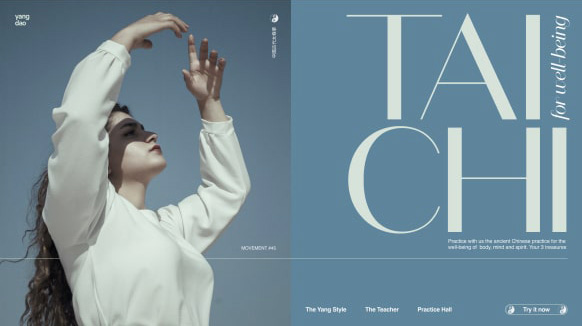 yang
dao
MOVEMENT #45
TAI
CHI
for well-being
Practice with us the ancient Chinese practice for the
well-being of body, mind and spirit. Your 3 treasures
The Yang Style
The Teacher
Practice Hall
Try it now